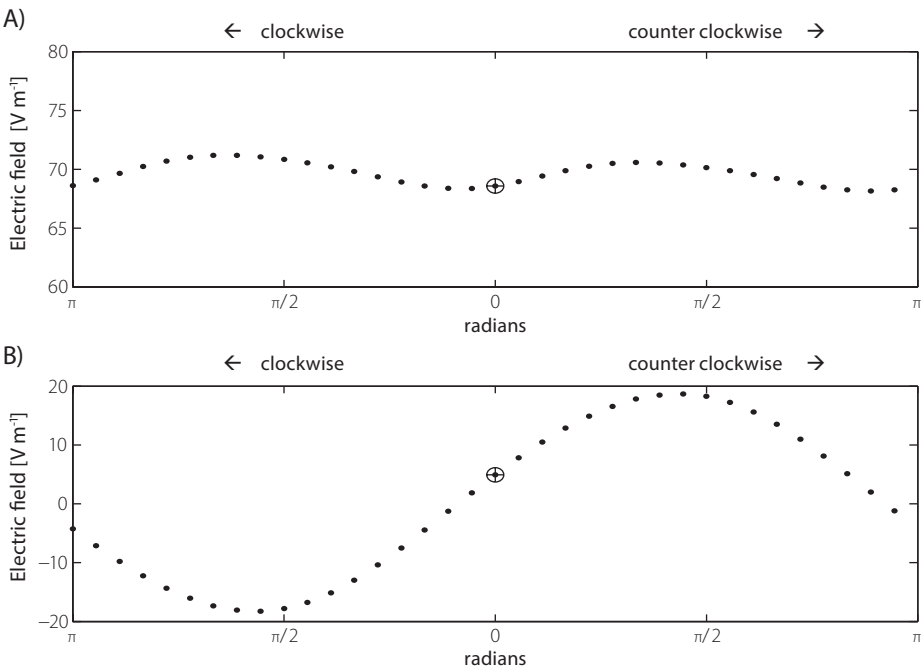 A)
← clockwise counter clockwise →
Electric field [V m⁻¹]
80
75
70
65
60
π π/2 0 π/2 π
radians
B)
← clockwise counter clockwise →
Electric field [V m⁻¹]
20
10
0
−10
−20
π π/2 0 π/2 π
radians